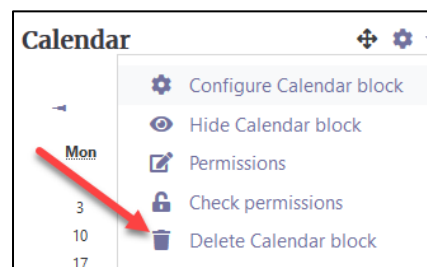 Calendar
Configure Calendar block
Hide Calendar block
Mon
Permissions
3
Check permissions
10
Delete Calendar block
17